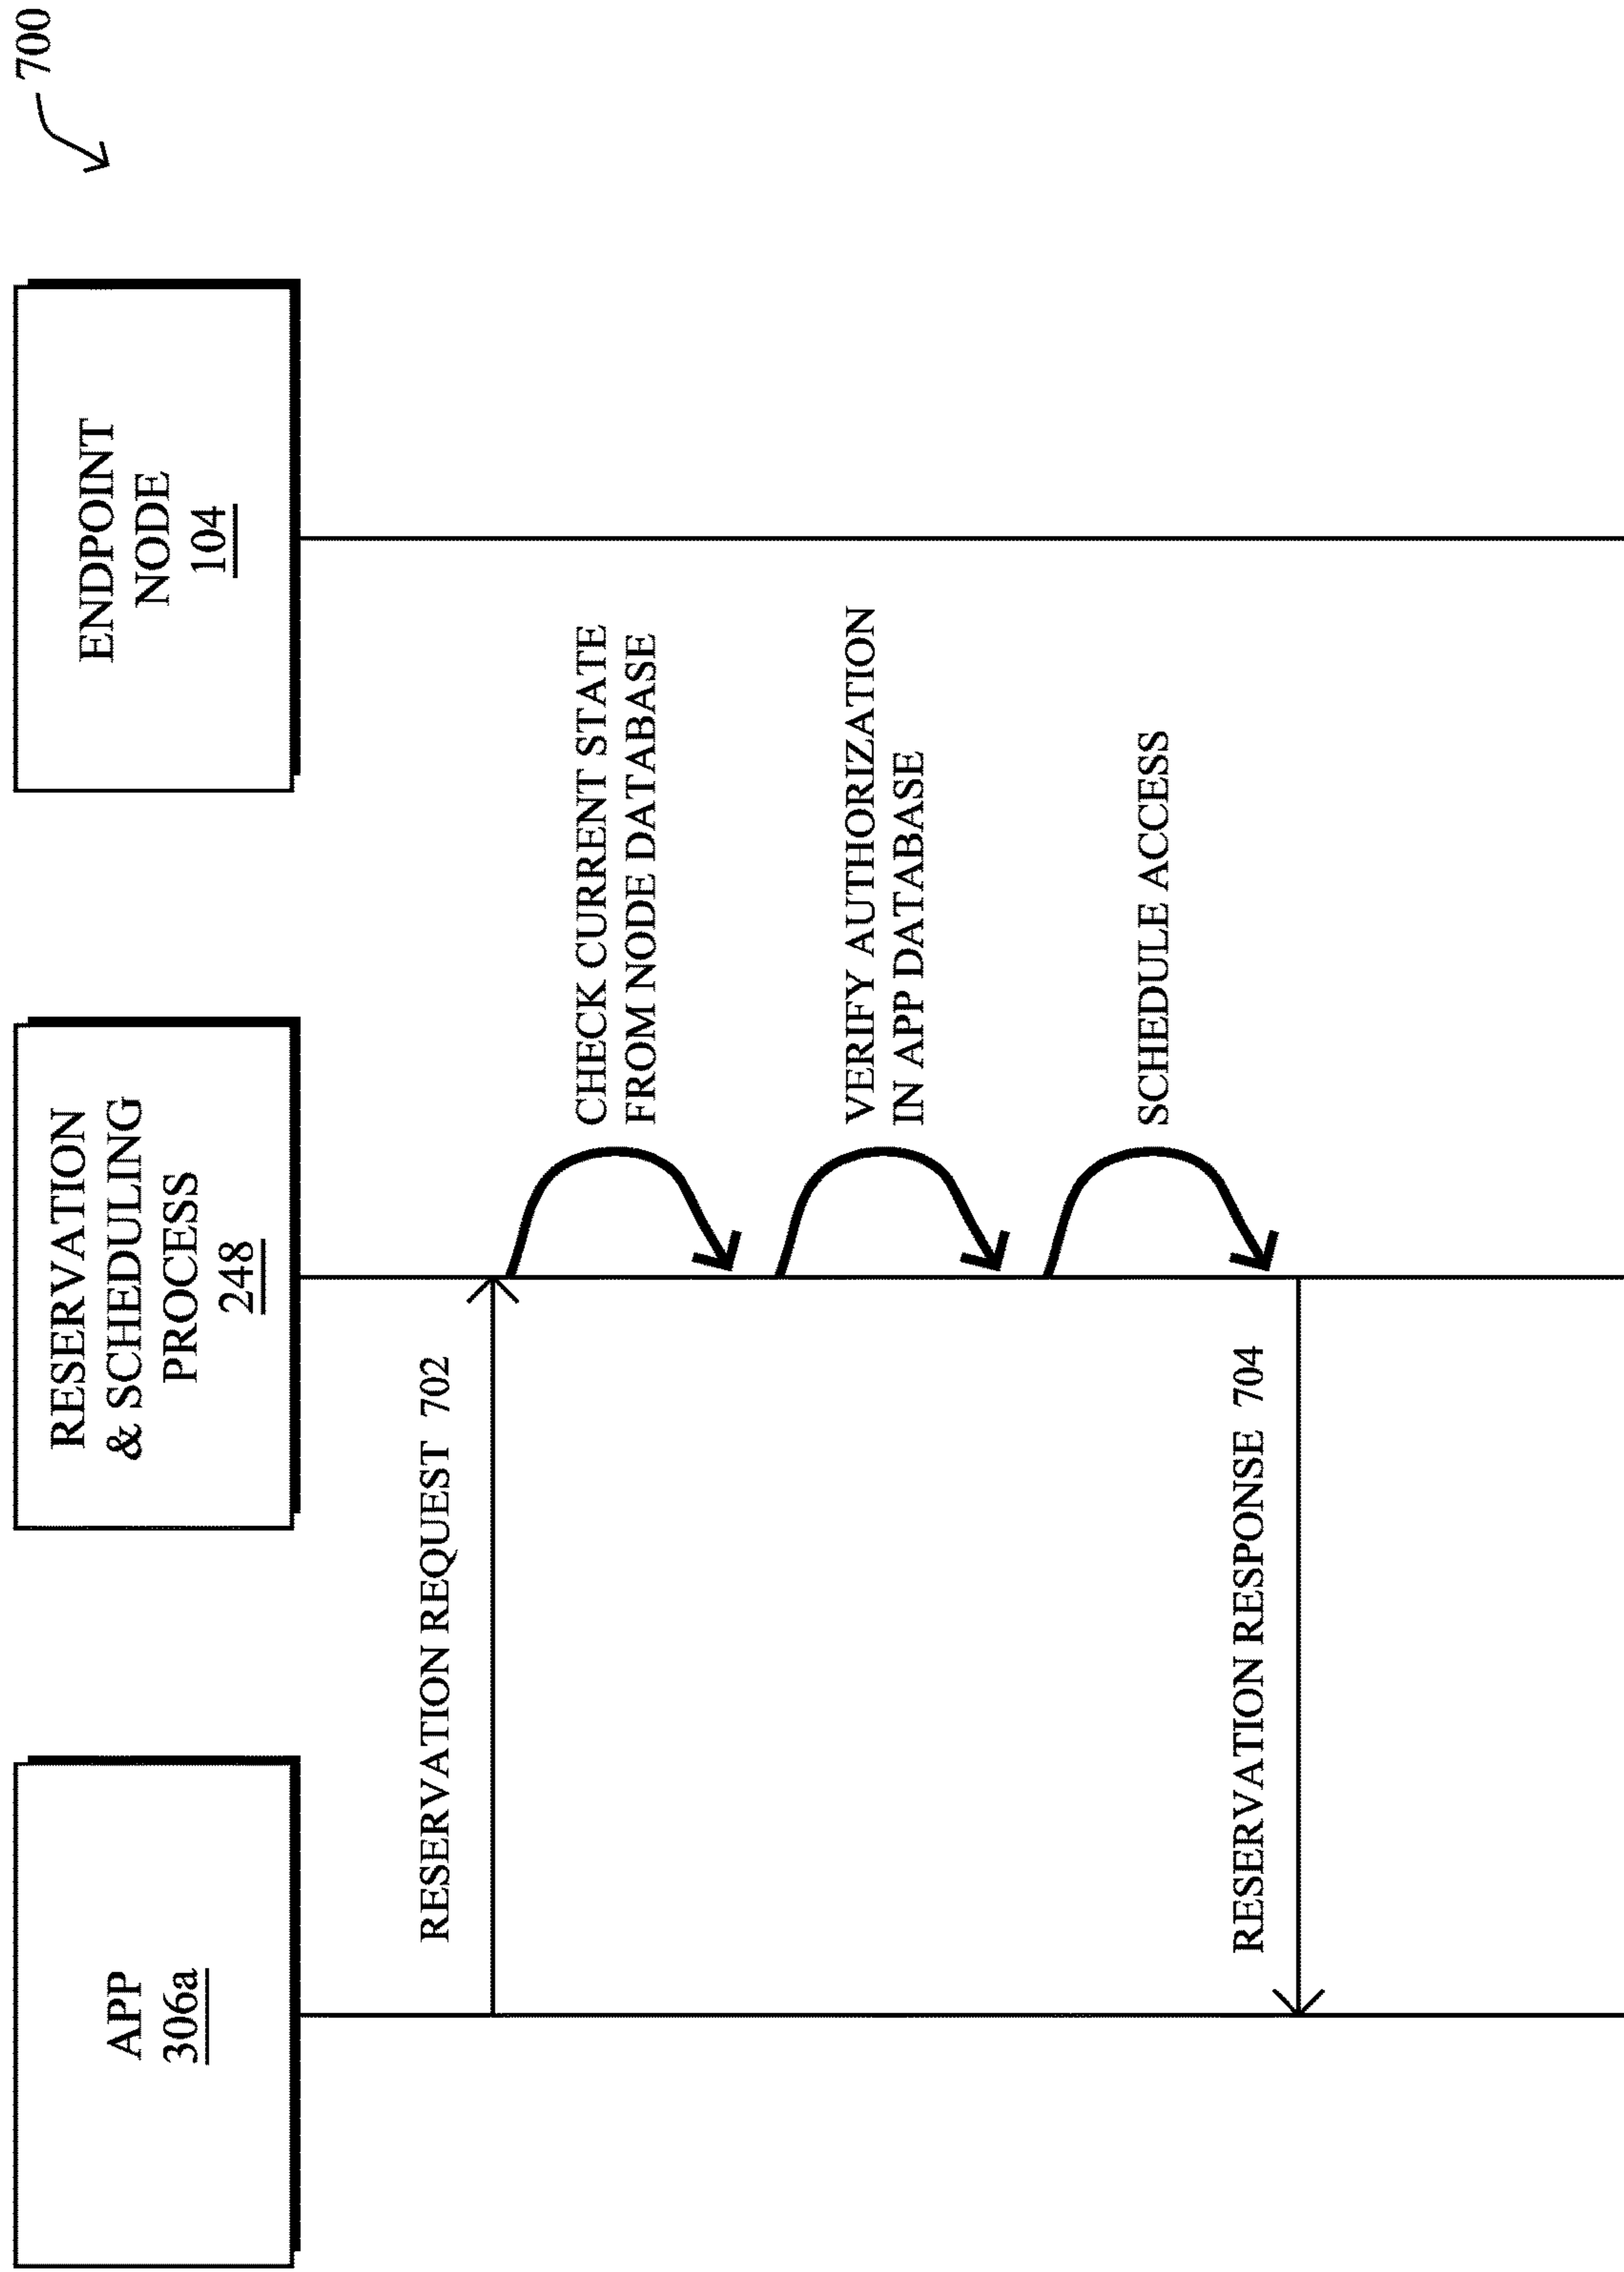 700
APP
306a
RESERVATION
& SCHEDULING
PROCESS
248
ENDPOINT
NODE
104
RESERVATION REQUEST 702
CHECK CURRENT STATE
FROM NODE DATABASE
VERIFY AUTHORIZATION
IN APP DATABASE
SCHEDULE ACCESS
RESERVATION RESPONSE 704